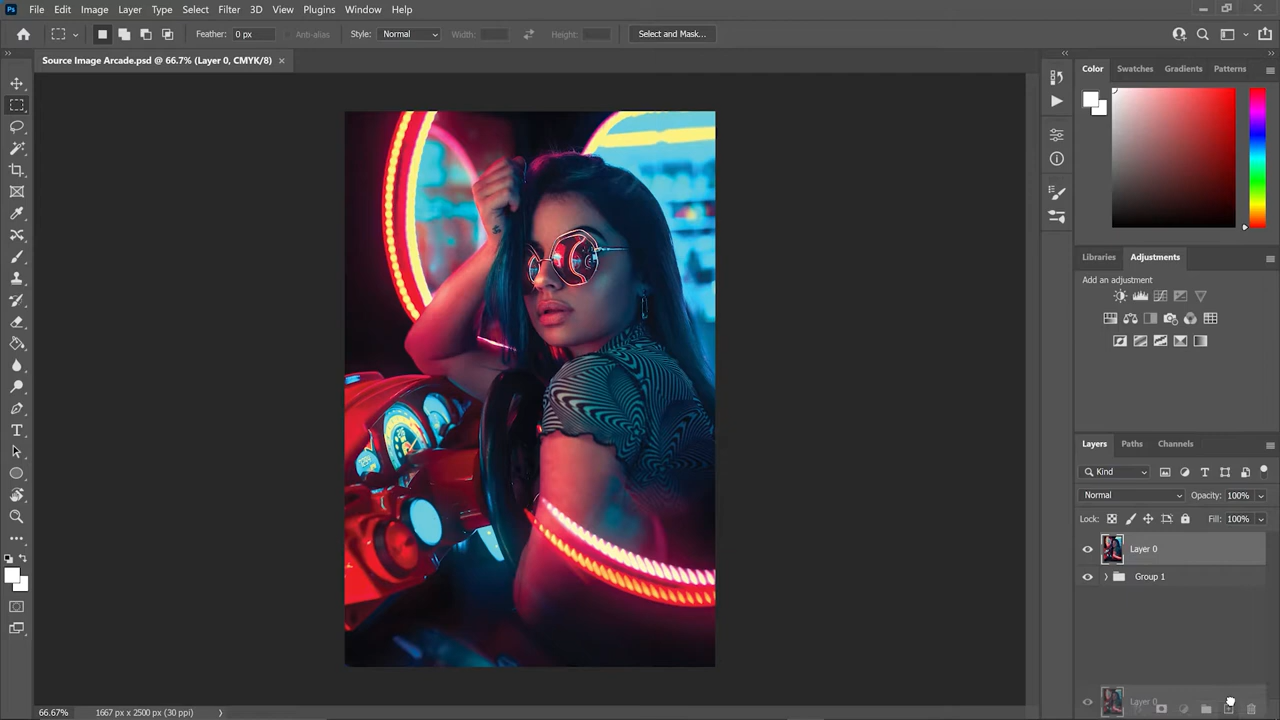 Ps File Edit Image Layer Type Select Filter 3D View Plugins Window Help
Feather: 0 px Anti-alias Style: Normal Width: Height: Select and Mask...
Source Image Arcade.psd @ 66.7% (Layer 0, CMYK/8)
Color Swatches Gradients Patterns
Libraries Adjustments
Add an adjustment
Layers Paths Channels
Kind
Normal Opacity: 100%
Lock: Fill: 100%
Layer 0
Group 1
Layer 0
66.67% 1667 px x 2500 px (30 ppi)